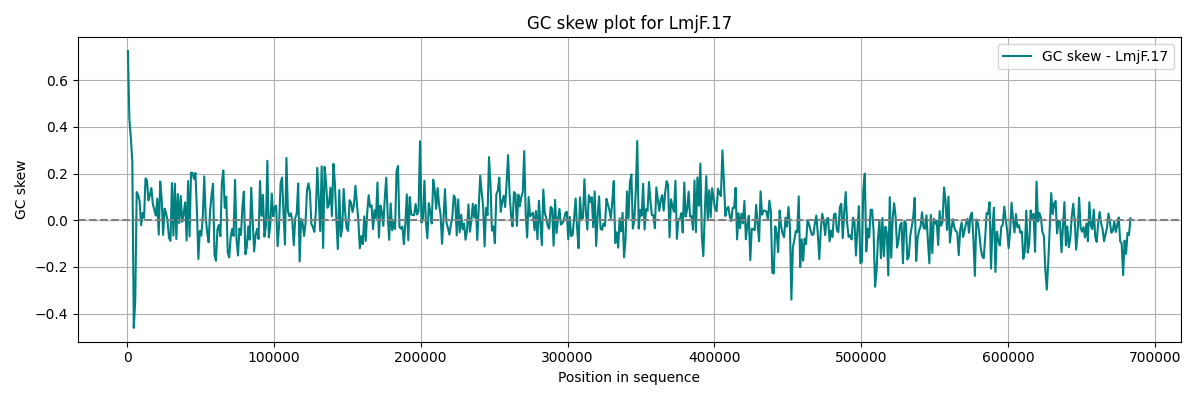 GC skew plot for LmjF.17
GC skew - LmjF.17
GC skew
0.6
0.4
0.2
0.0
−0.2
−0.4
0 100000 200000 300000 400000 500000 600000 700000
Position in sequence